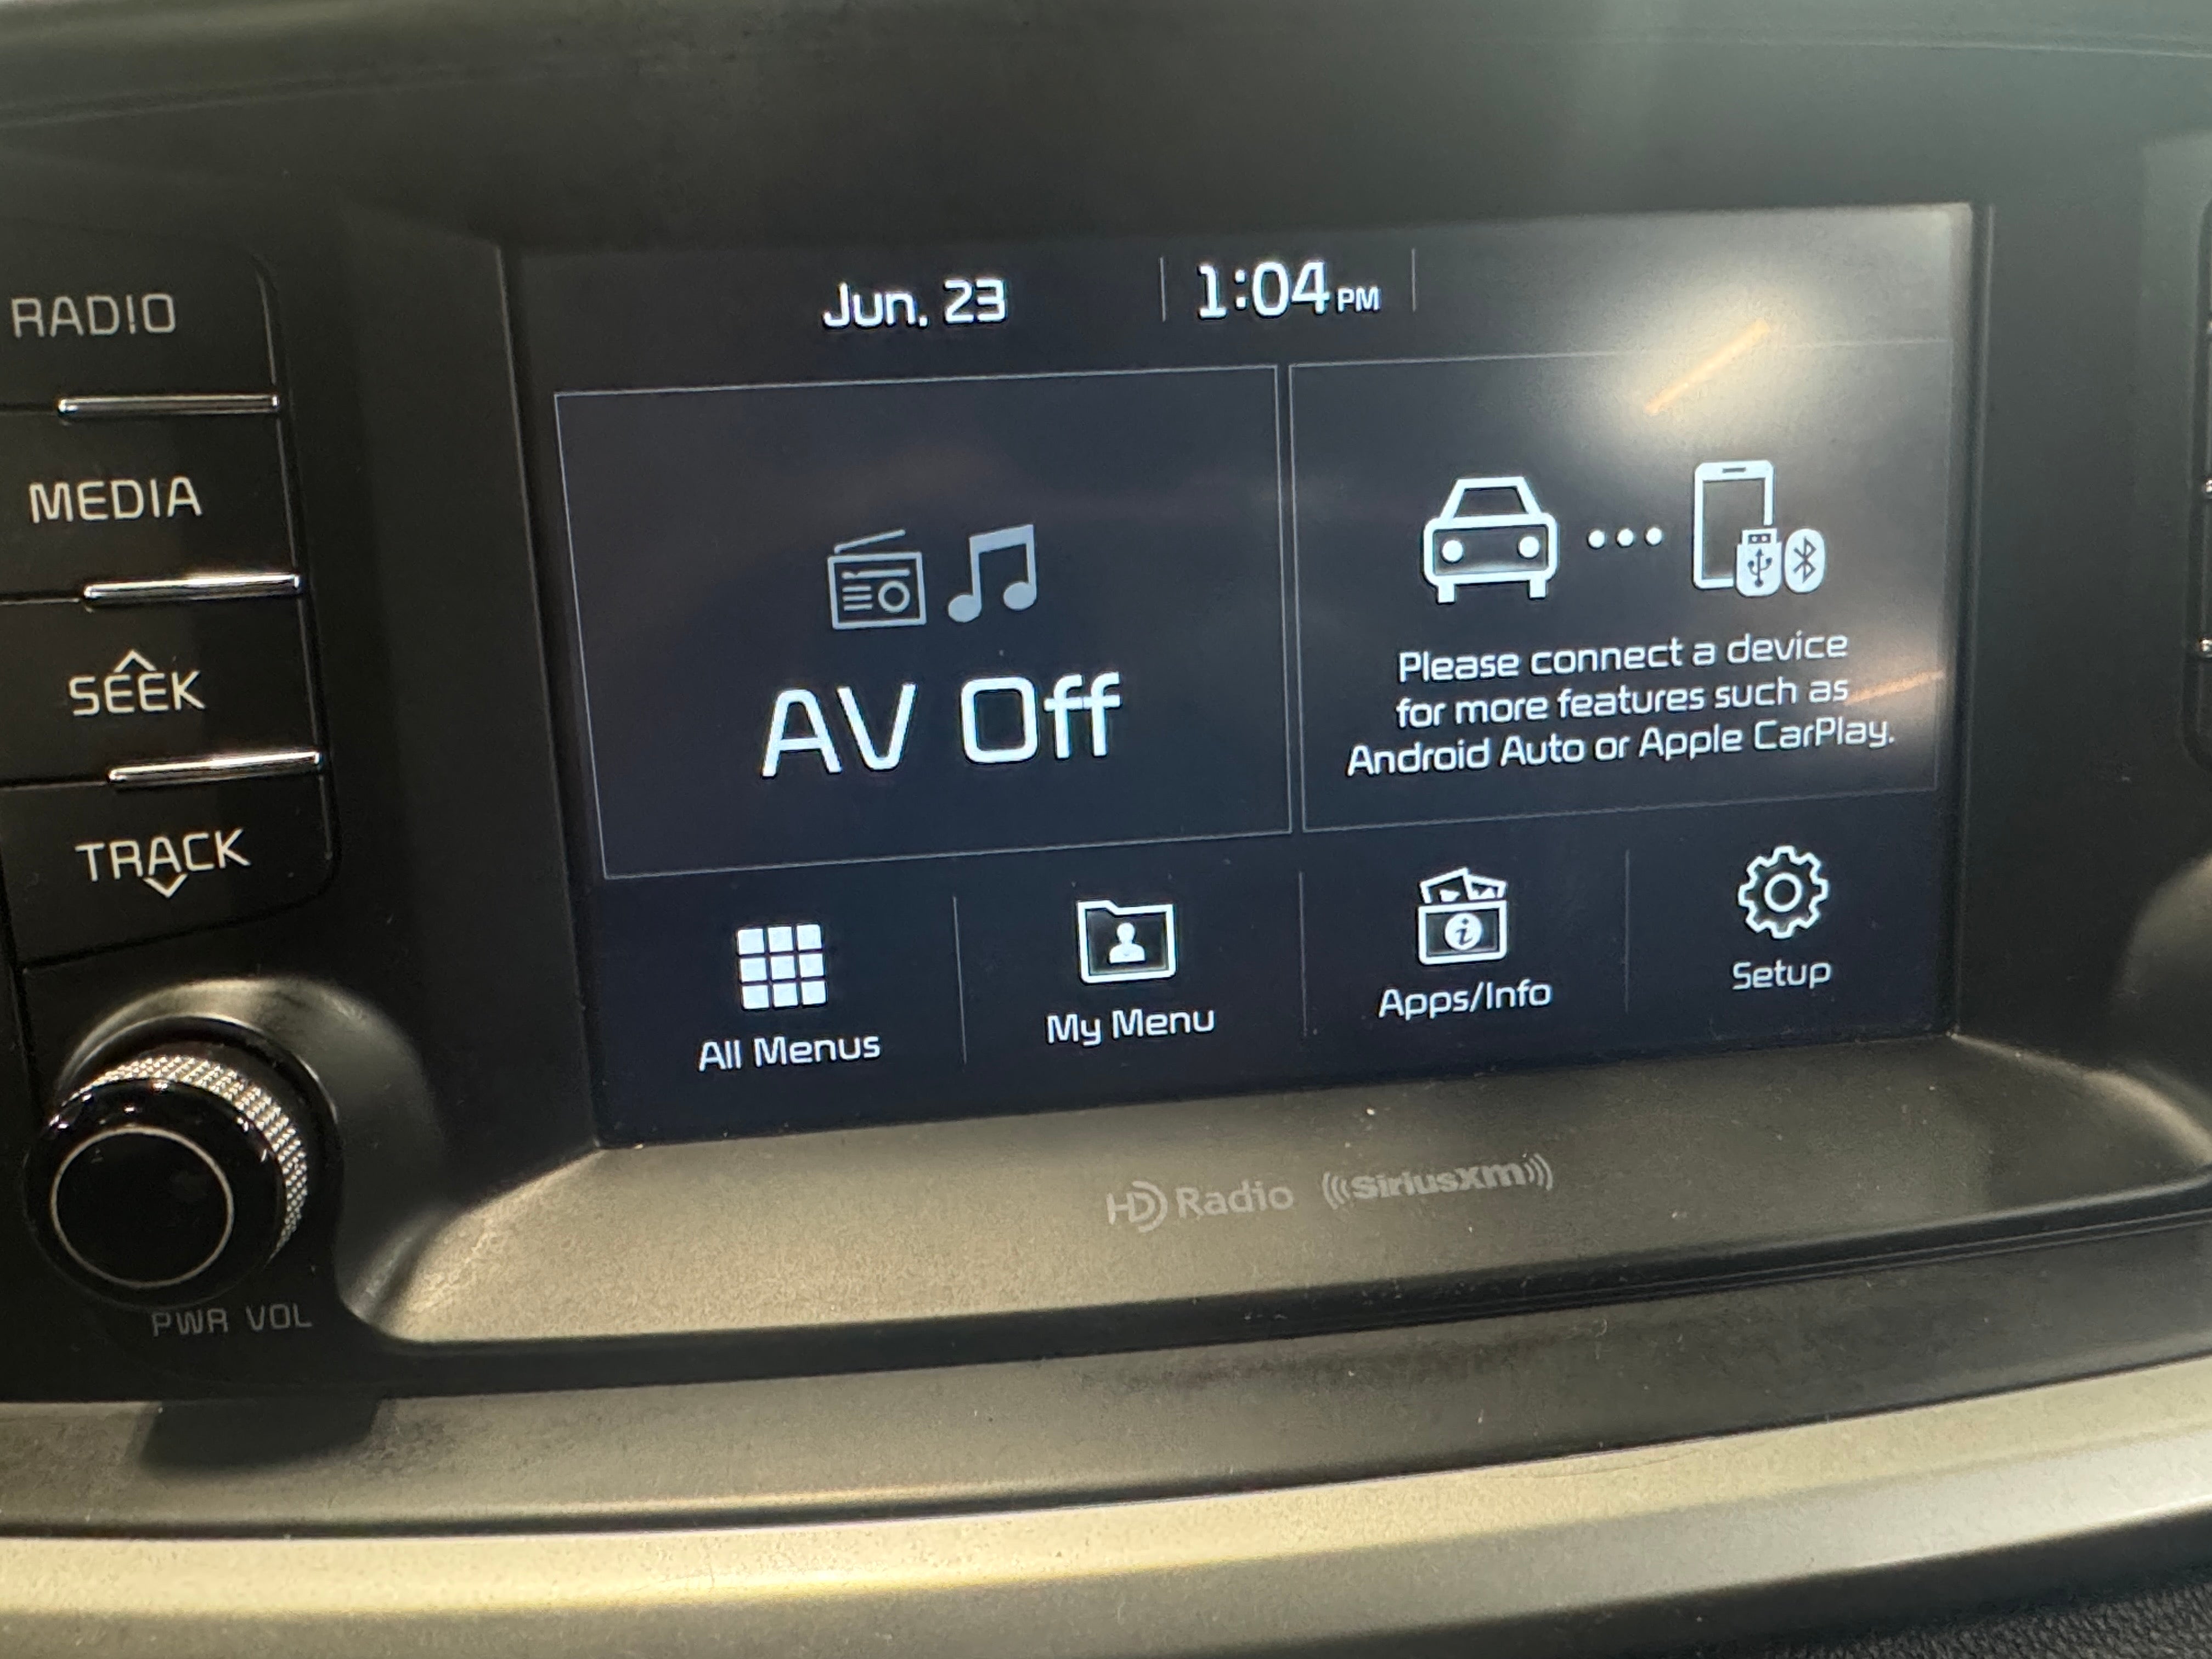 RADIO
MEDIA
SEEK
TRACK
PWR VOL
Jun. 23
1:04 PM
AV Off
Please connect a device
for more features such as
Android Auto or Apple CarPlay.
All Menus
My Menu
Apps/Info
Setup
HD Radio
SiriusXM